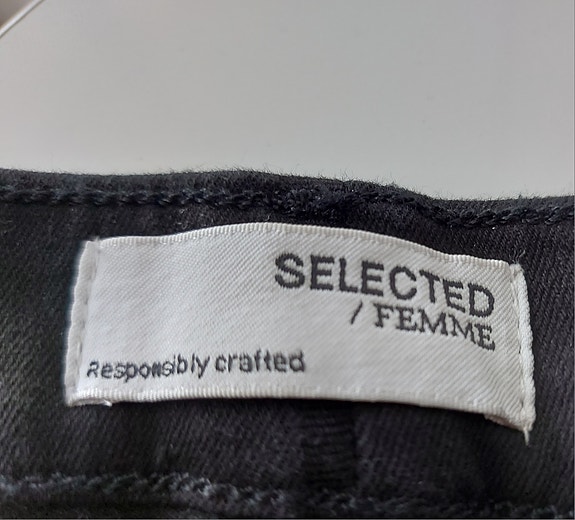 SELECTED
/ FEMME
Responsibly crafted